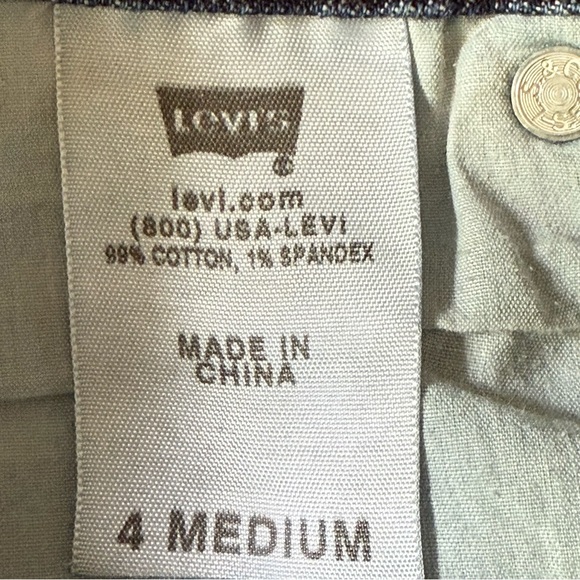 LEVI'S
levi.com
(800) USA-LEVI
99% COTTON, 1% SPANDEX
MADE IN
CHINA
4 MEDIUM